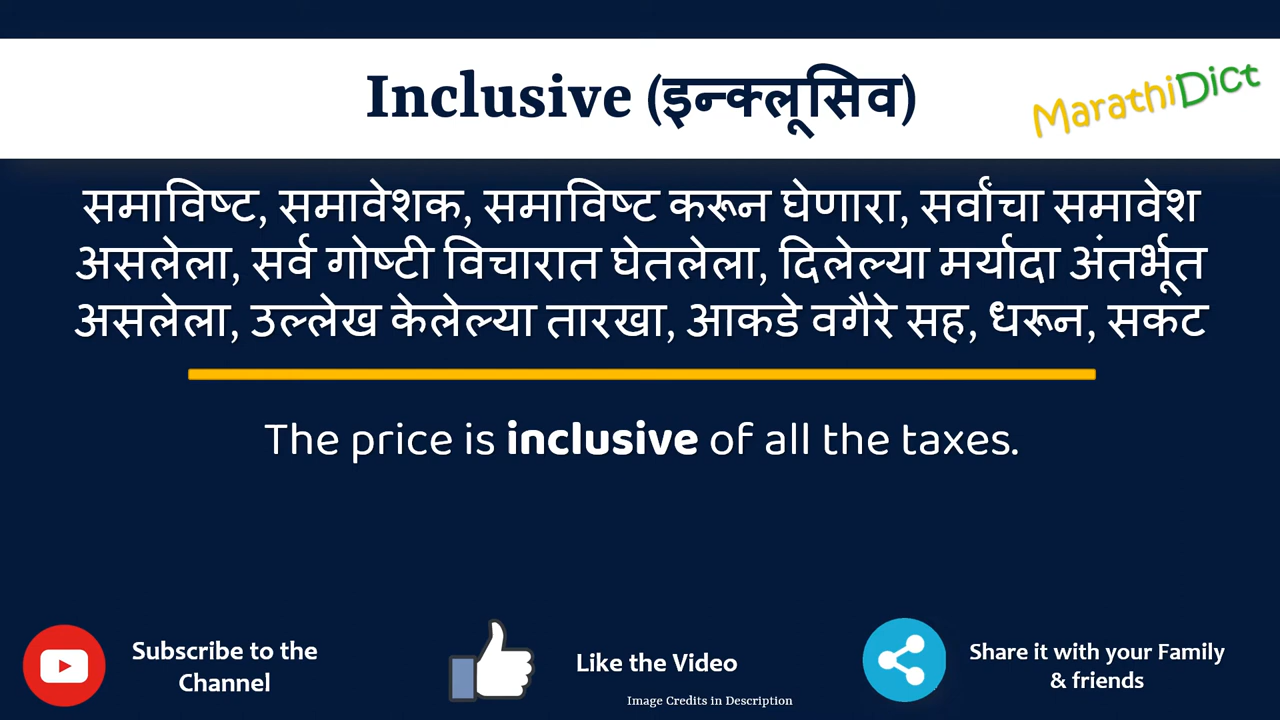 Inclusive (इन्क्लूसिव)
MarathiDict
समाविष्ट, समावेशक, समाविष्ट करून घेणारा, सर्वांचा समावेश
असलेला, सर्व गोष्टी विचारात घेतलेला, दिलेल्या मर्यादा अंतर्भूत
असलेला, उल्लेख केलेल्या तारखा, आकडे वगैरे सह, धरून, सकट
The price is inclusive of all the taxes.
Subscribe to the
Channel
Like the Video
Image Credits in Description
Share it with your Family
& friends